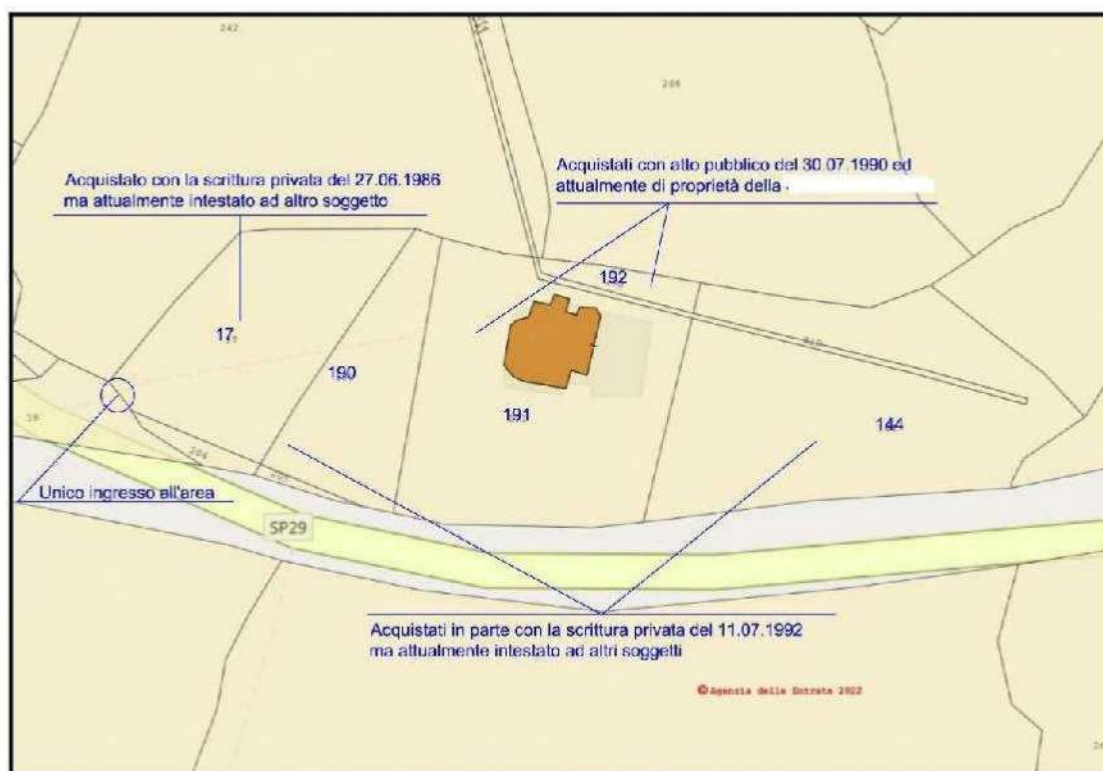 242
246
Acquistato con la scrittura privata del 27.06.1986
ma attualmente intestato ad altro soggetto
Acquistati con atto pubblico del 30.07.1990 ed
attualmente di proprietà della
192
17
190
191
144
Unico ingresso all'area
SP29
Acquistati in parte con la scrittura privata del 11.07.1992
ma attualmente intestato ad altri soggetti
©Agenzia delle Entrate 2022